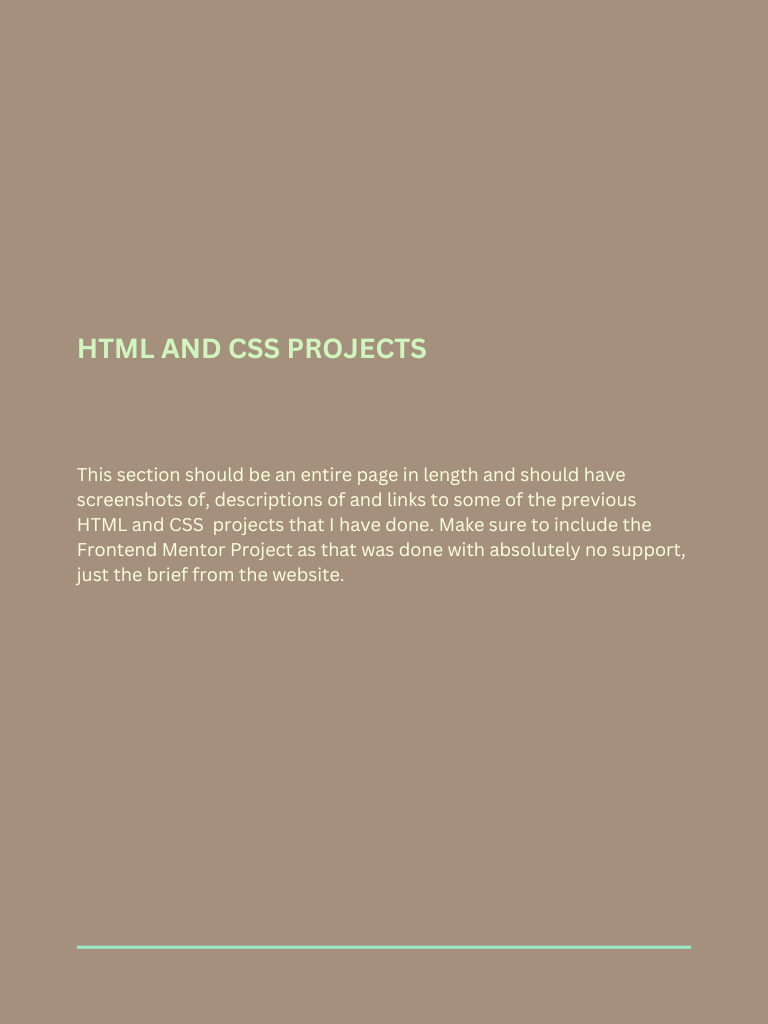 HTML AND CSS PROJECTS
This section should be an entire page in length and should have
screenshots of, descriptions of and links to some of the previous
HTML and CSS  projects that I have done. Make sure to include the
Frontend Mentor Project as that was done with absolutely no support,
just the brief from the website.